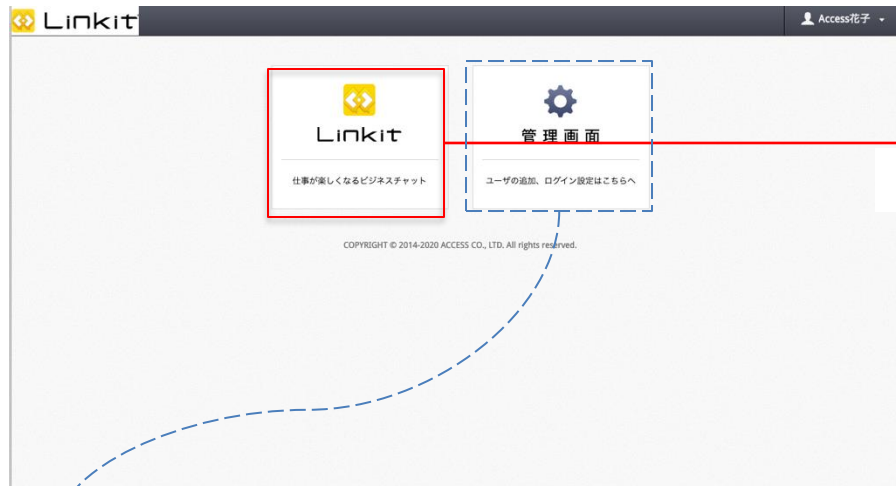 Linkit
Access花子
Linkit
仕事が楽しくなるビジネスチャット
管理画面
ユーザの追加、ログイン設定はこちらへ
COPYRIGHT © 2014-2020 ACCESS CO., LTD. All rights reserved.